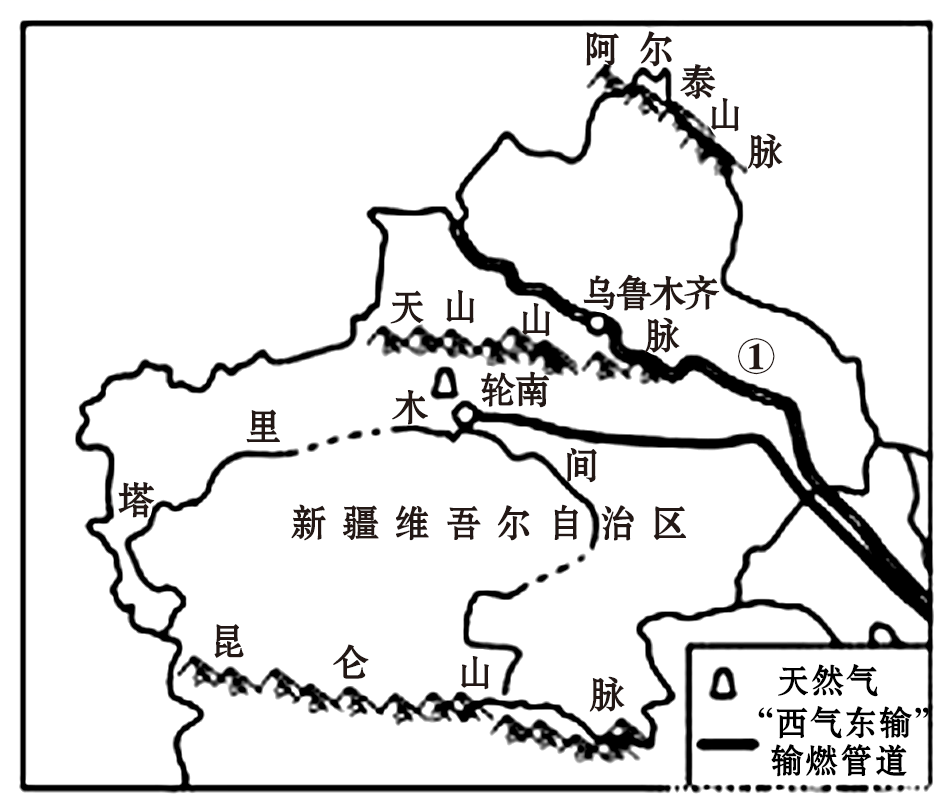 阿尔泰山脉
乌鲁木齐
天山山脉
①
轮南
塔里木
间
新疆维吾尔自治区
昆仑山脉
天然气
“西气东输”
输燃管道